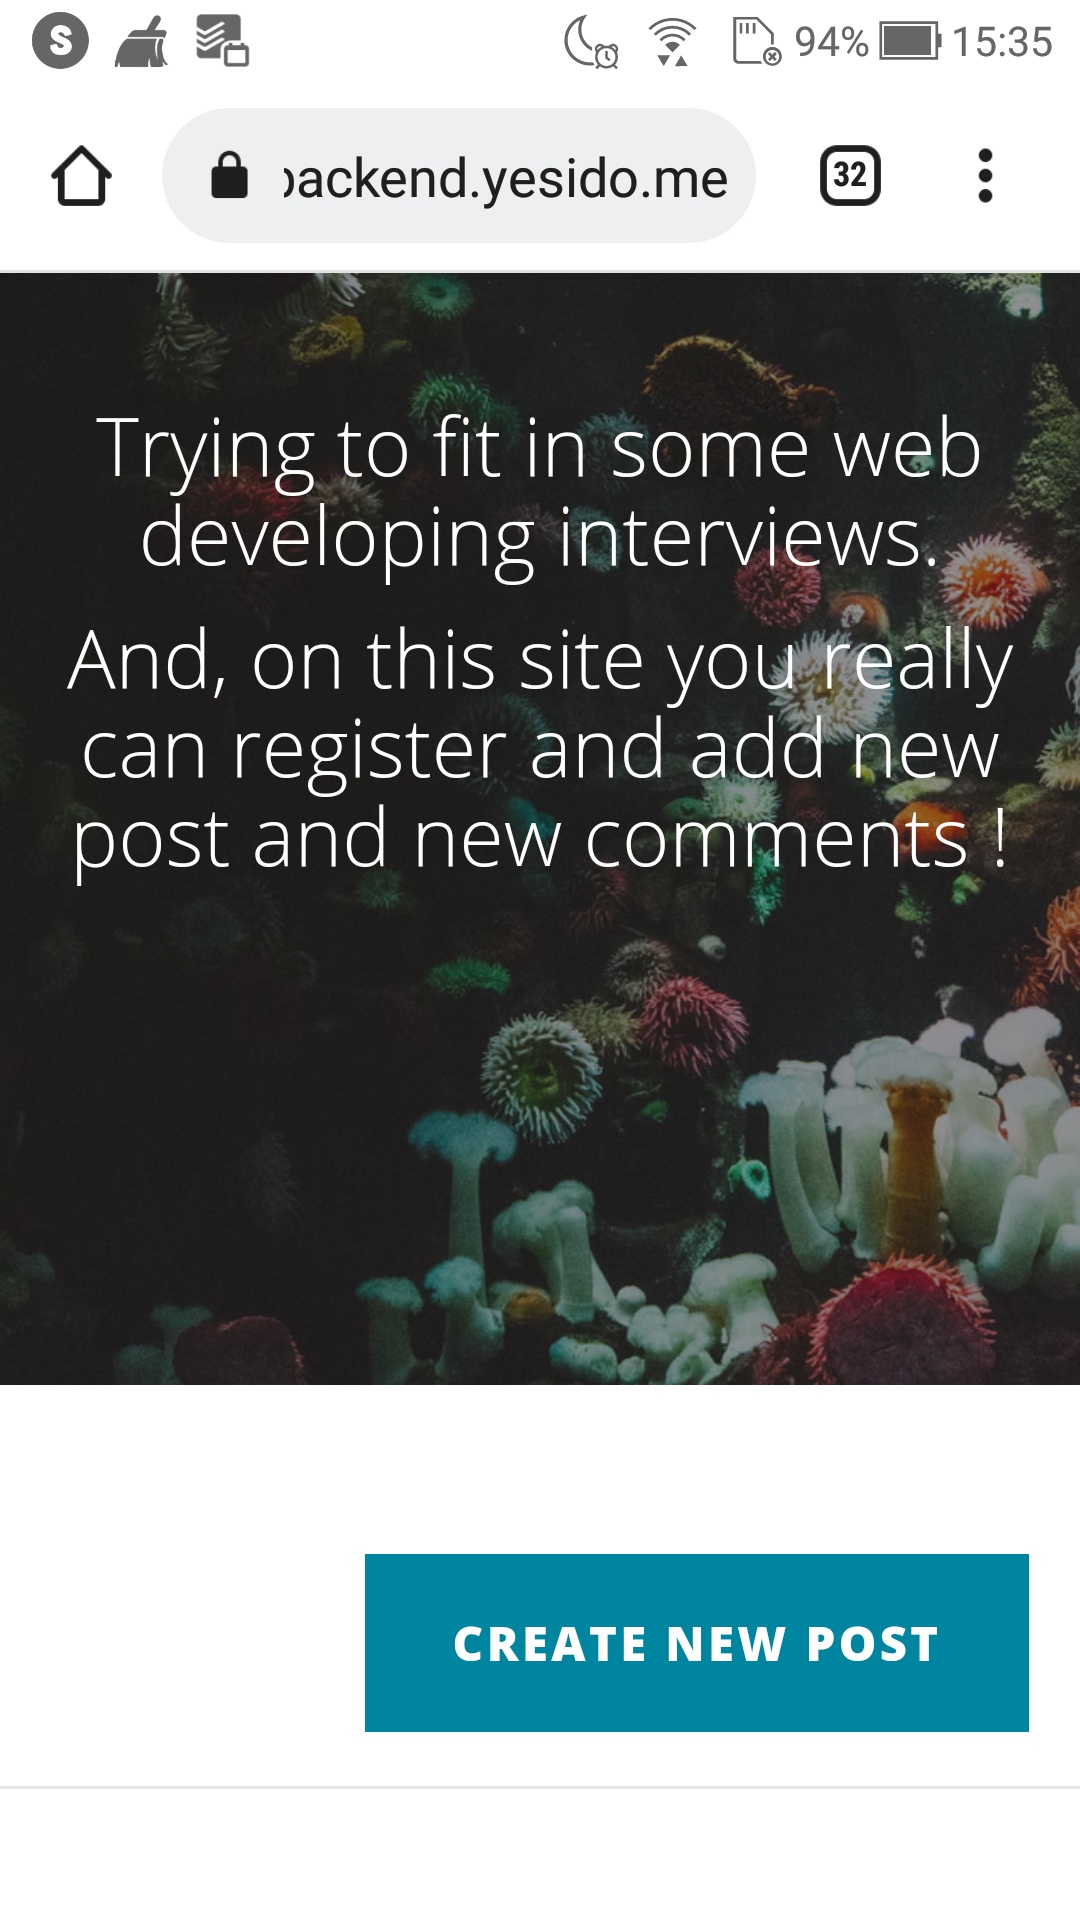 S
94%
15:35
backend.yesido.me
32
Trying to fit in some web
developing interviews.
And, on this site you really
can register and add new
post and new comments !
CREATE NEW POST